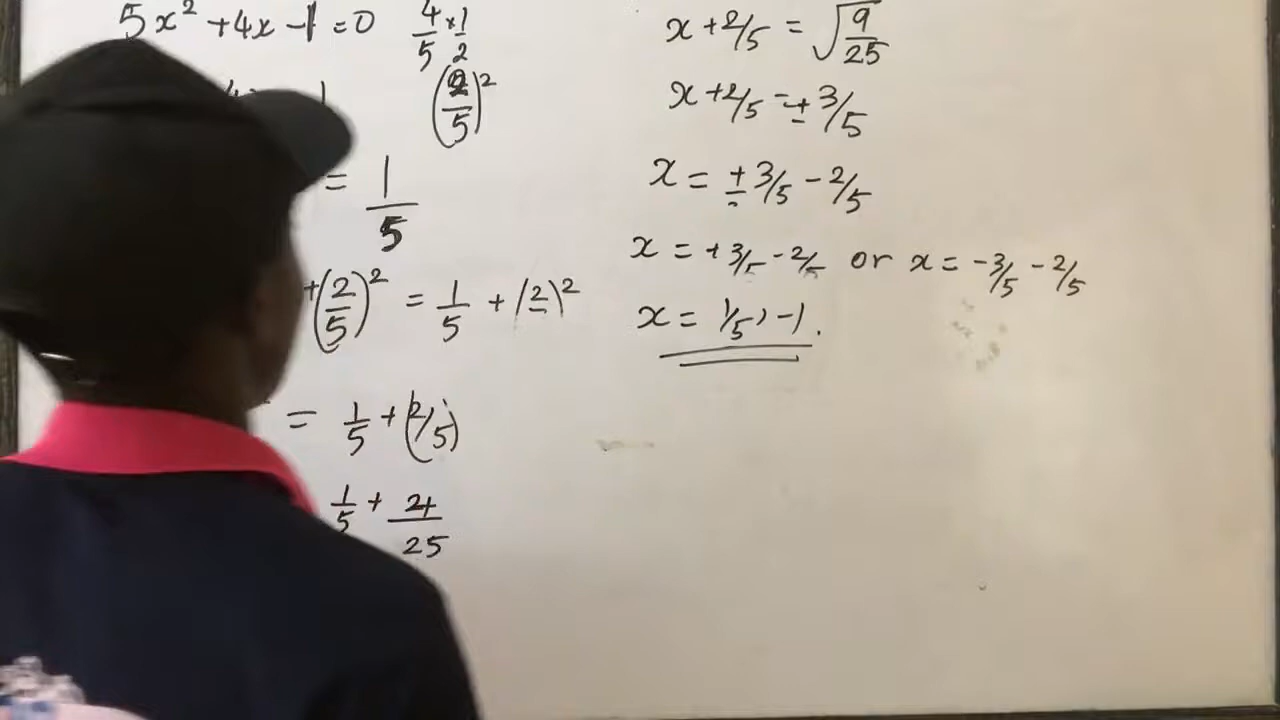 5x² + 4x - 1 = 0
4/5 × 1/2
(2/5)²
= 1/5
+(2/5)² = 1/5 + (2)²
= 1/5 + (2/5)
1/5 + 4/25
x + 2/5 = √(9/25)
x + 2/5 = ± 3/5
x = ± 3/5 - 2/5
x = + 3/5 - 2/5 or x = - 3/5 - 2/5
x = 1/5, -1.